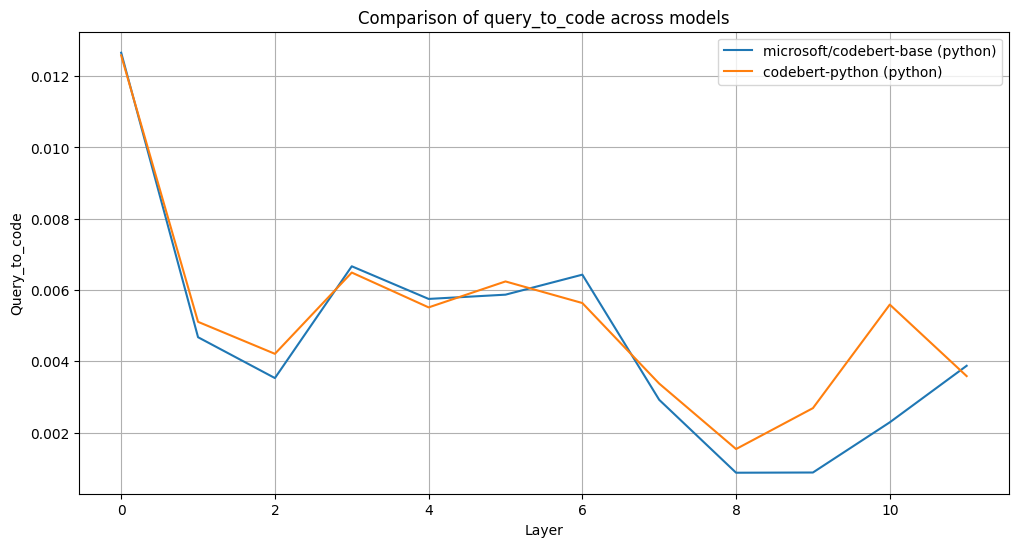 Comparison of query_to_code across models
microsoft/codebert-base (python)
codebert-python (python)
Query_to_code
0.012
0.010
0.008
0.006
0.004
0.002
0 2 4 6 8 10
Layer